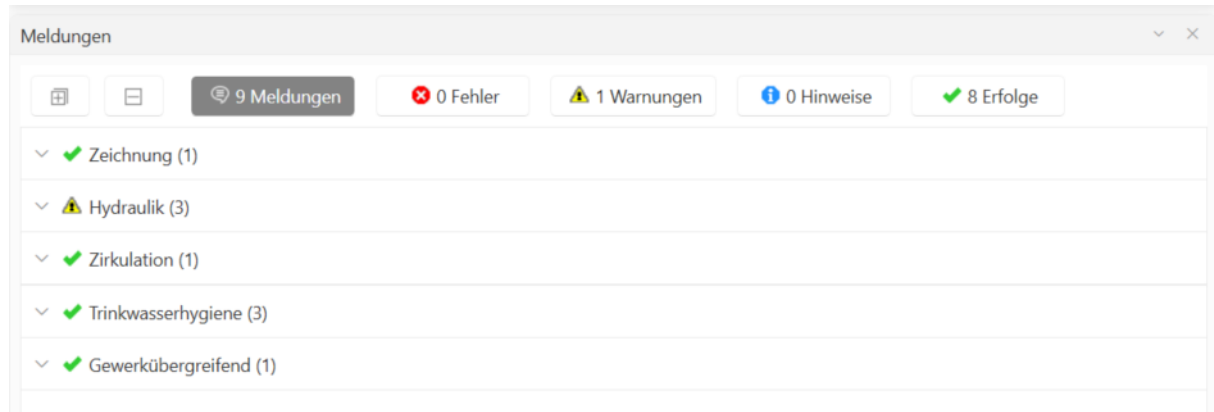 Meldungen
9 Meldungen 0 Fehler 1 Warnungen 0 Hinweise 8 Erfolge
Zeichnung (1)
Hydraulik (3)
Zirkulation (1)
Trinkwasserhygiene (3)
Gewerkübergreifend (1)